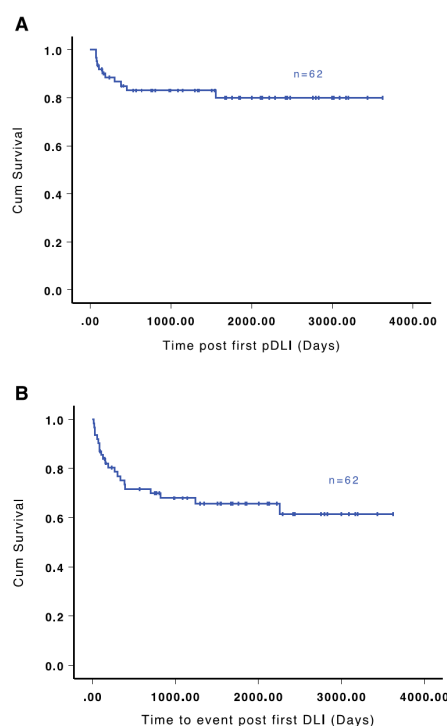 A
1.0
n=62
0.8
0.6
0.4
0.2
0.0
Cum Survival
.00 1000.00 2000.00 3000.00 4000.00
Time post first pDLI (Days)
B
1.0
0.8
n=62
0.6
0.4
0.2
0.0
Cum Survival
.00 1000.00 2000.00 3000.00 4000.00
Time to event post first DLI (Days)